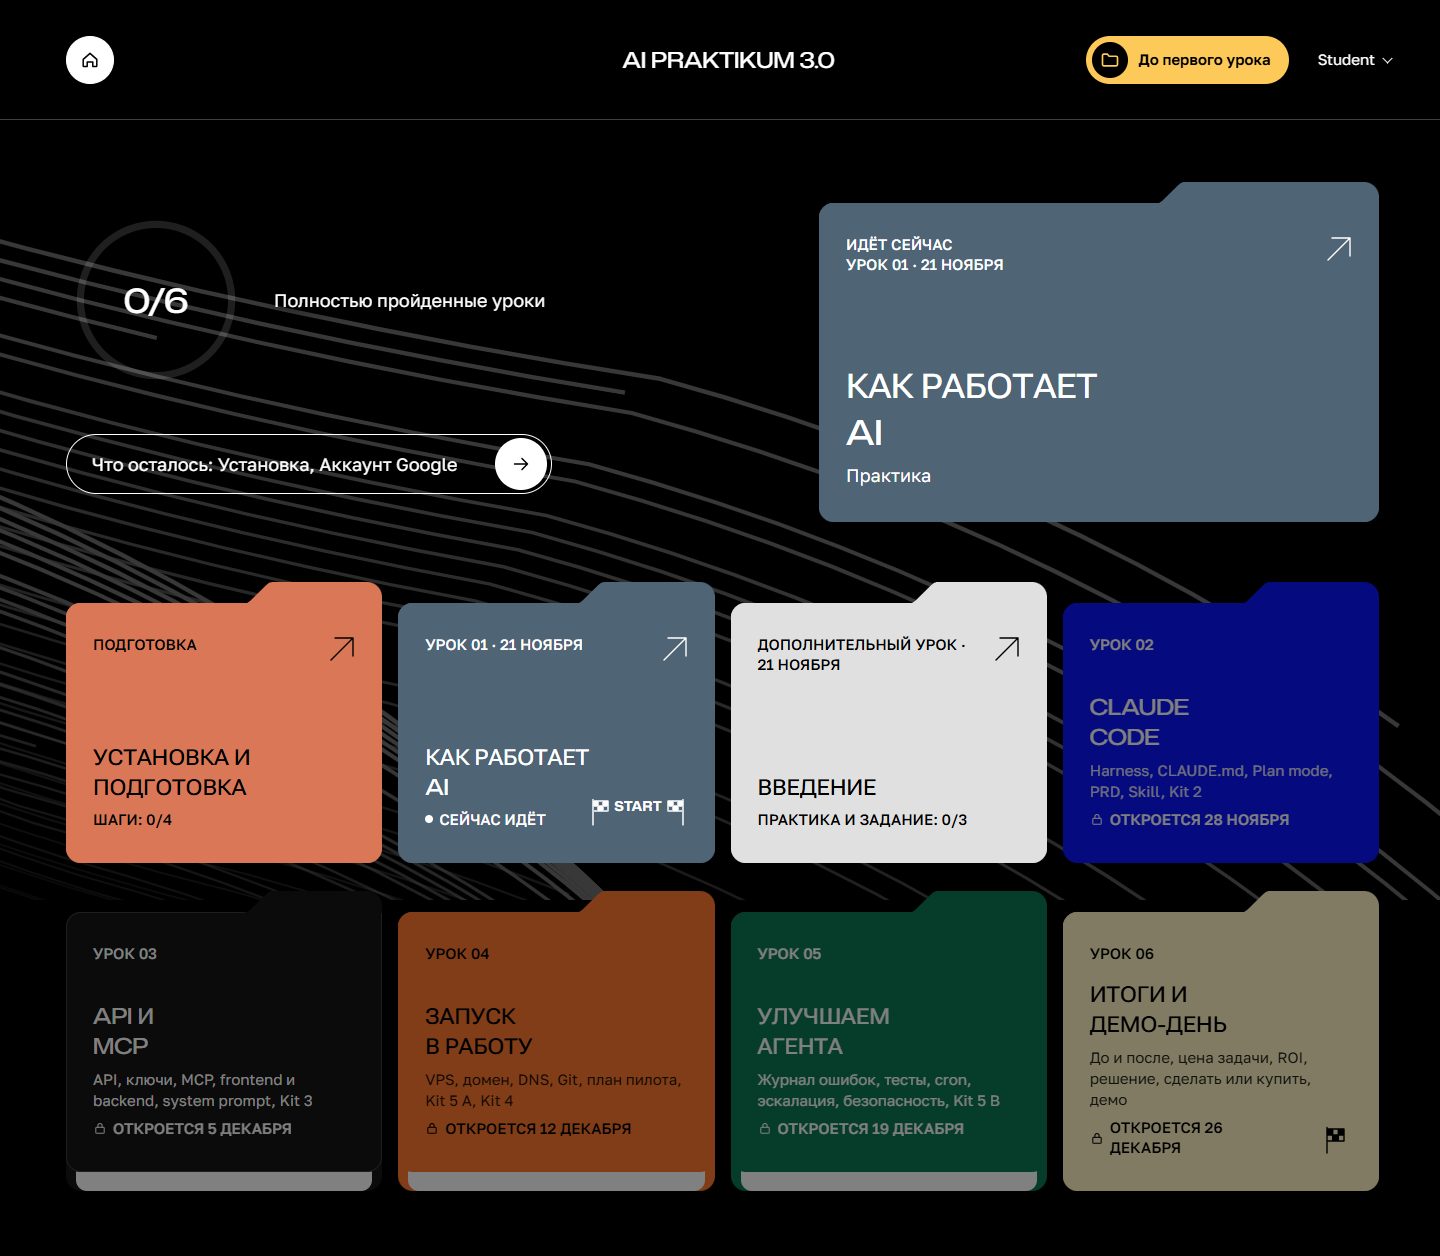 AI PRAKTIKUM 3.0
До первого урока
Student
0/6
Полностью пройденные уроки
Что осталось: Установка, Аккаунт Google
ИДЁТ СЕЙЧАС
УРОК 01 · 21 НОЯБРЯ
КАК РАБОТАЕТ
AI
Практика
ПОДГОТОВКА
УСТАНОВКА И
ПОДГОТОВКА
ШАГИ: 0/4
УРОК 01 · 21 НОЯБРЯ
КАК РАБОТАЕТ
AI
СЕЙЧАС ИДЁТ
START
ДОПОЛНИТЕЛЬНЫЙ УРОК ·
21 НОЯБРЯ
ВВЕДЕНИЕ
ПРАКТИКА И ЗАДАНИЕ: 0/3
УРОК 02
CLAUDE
CODE
Harness, CLAUDE.md, Plan mode,
PRD, Skill, Kit 2
ОТКРОЕТСЯ 28 НОЯБРЯ
УРОК 03
API И
MCP
API, ключи, MCP, frontend и
backend, system prompt, Kit 3
ОТКРОЕТСЯ 5 ДЕКАБРЯ
УРОК 04
ЗАПУСК
В РАБОТУ
VPS, домен, DNS, Git, план пилота,
Kit 5 A, Kit 4
ОТКРОЕТСЯ 12 ДЕКАБРЯ
УРОК 05
УЛУЧШАЕМ
АГЕНТА
Журнал ошибок, тесты, cron,
эскалация, безопасность, Kit 5 B
ОТКРОЕТСЯ 19 ДЕКАБРЯ
УРОК 06
ИТОГИ И
ДЕМО-ДЕНЬ
До и после, цена задачи, ROI,
решение, сделать или купить,
демо
ОТКРОЕТСЯ 26
ДЕКАБРЯ